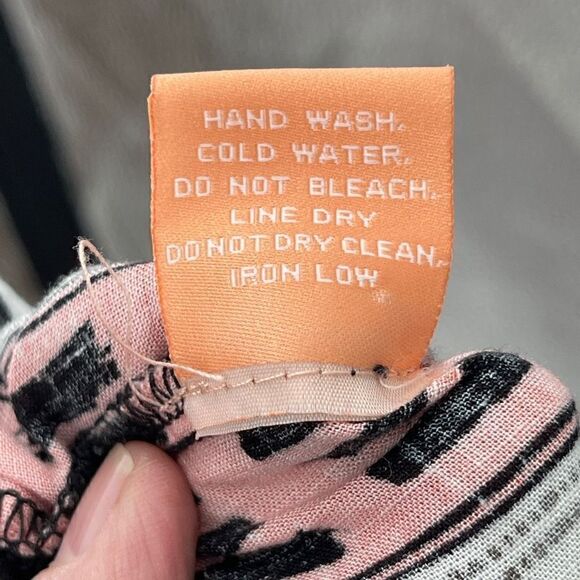 HAND WASH.
COLD WATER.
DO NOT BLEACH.
LINE DRY
DO NOT DRY CLEAN.
IRON LOW